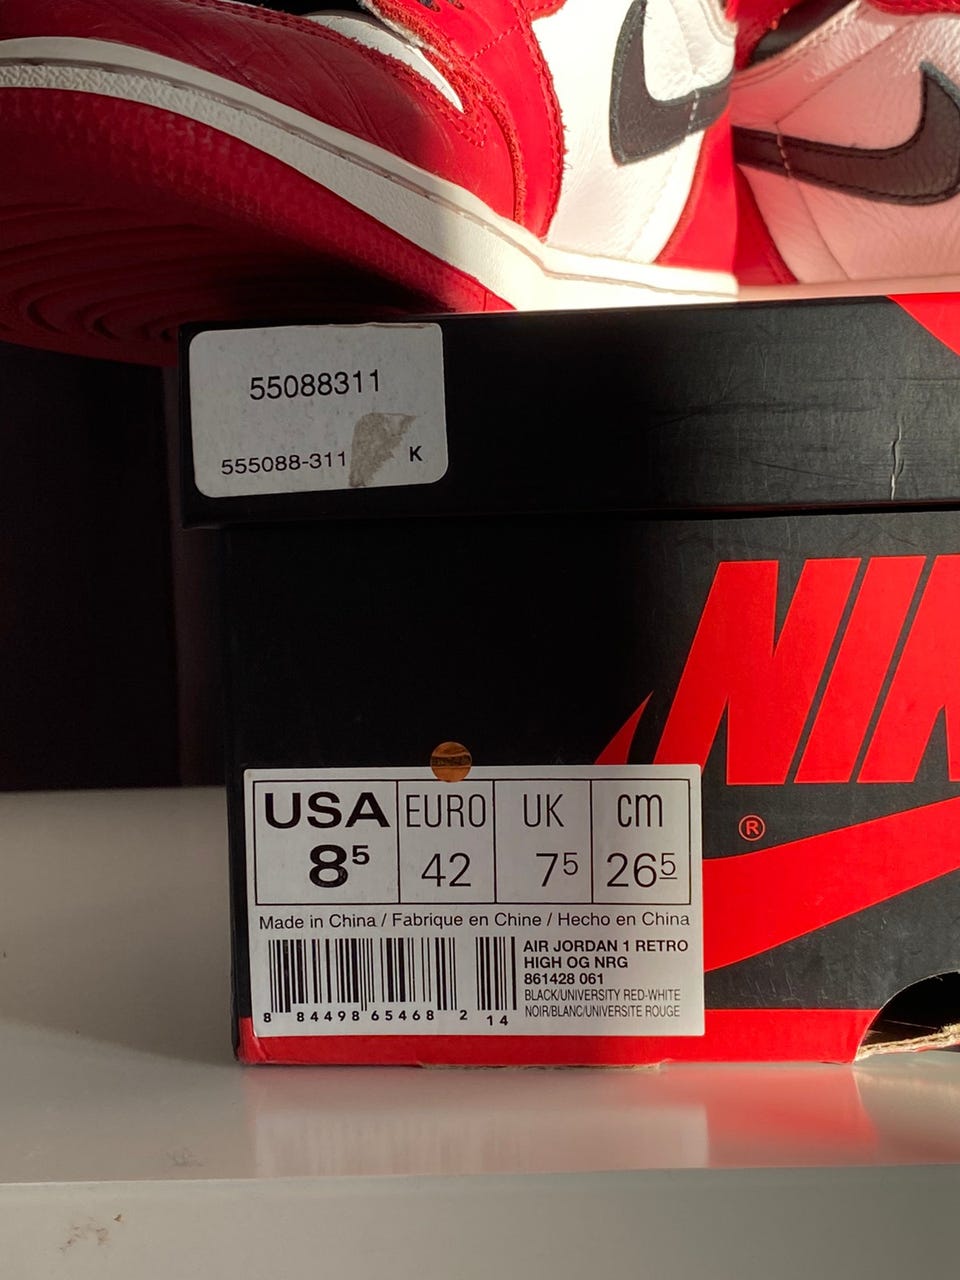 55088311
555088-311 K
NIK
®
USA EURO UK cm
8⁵ 42 7⁵ 26⁵
Made in China / Fabrique en Chine / Hecho en China
AIR JORDAN 1 RETRO
HIGH OG NRG
861428 061
BLACK/UNIVERSITY RED-WHITE
NOIR/BLANC/UNIVERSITE ROUGE
8 84498 65468 2 14